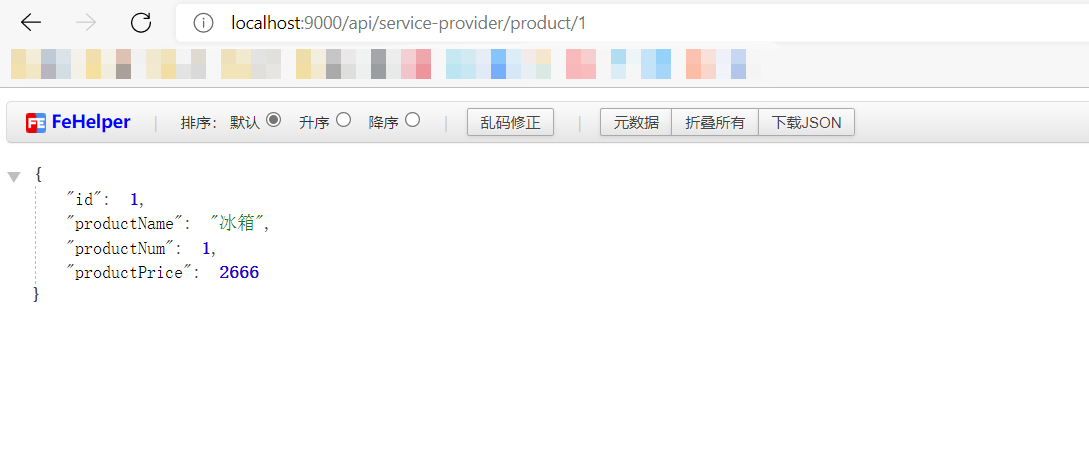 localhost:9000/api/service-provider/product/1
FE FeHelper | 排序: 默认 升序 降序 | 乱码修正 | 元数据 折叠所有 下载JSON
{
"id": 1,
"productName": "冰箱",
"productNum": 1,
"productPrice": 2666
}